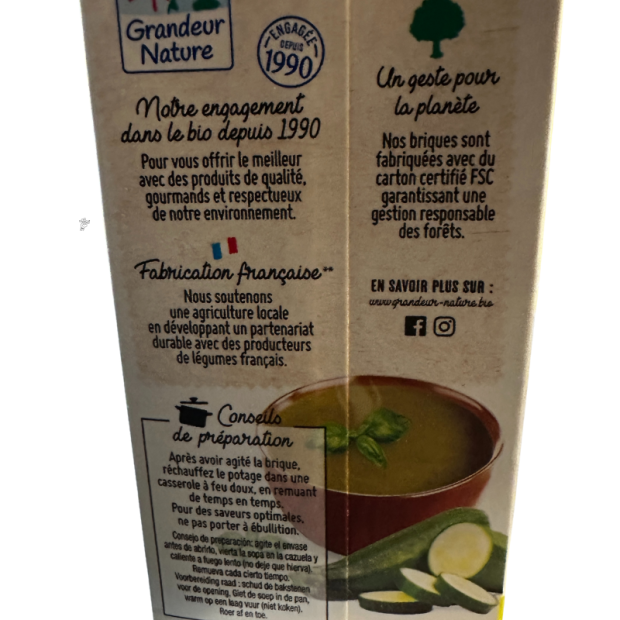 Grandeur
Nature
ENGAGÉE
DEPUIS
1990
Notre engagement
dans le bio depuis 1990
Pour vous offrir le meilleur
avec des produits de qualité,
gourmands et respectueux
de notre environnement.
Fabrication française**
Nous soutenons
une agriculture locale
en développant un partenariat
durable avec des producteurs
de légumes français.
Conseils
de préparation
Après avoir agité la brique,
réchauffez le potage dans une
casserole à feu doux, en remuant
de temps en temps.
Pour des saveurs optimales,
ne pas porter à ébullition.
Consejo de preparación: agite el envase
antes de abrirlo, vierta la sopa en la cazuela y
caliente a fuego lento (no deje que hierva).
Remueva cada cierto tiempo.
Voorbereiding raad : schud de bakstenen
voor de opening, Giet de soep in de pan,
warm op een laag vuur (niet koken).
Roer af en toe.
Un geste pour
la planète
Nos briques sont
fabriquées avec du
carton certifié FSC
garantissant une
gestion responsable
des forêts.
EN SAVOIR PLUS SUR :
www.grandeur-nature.bio